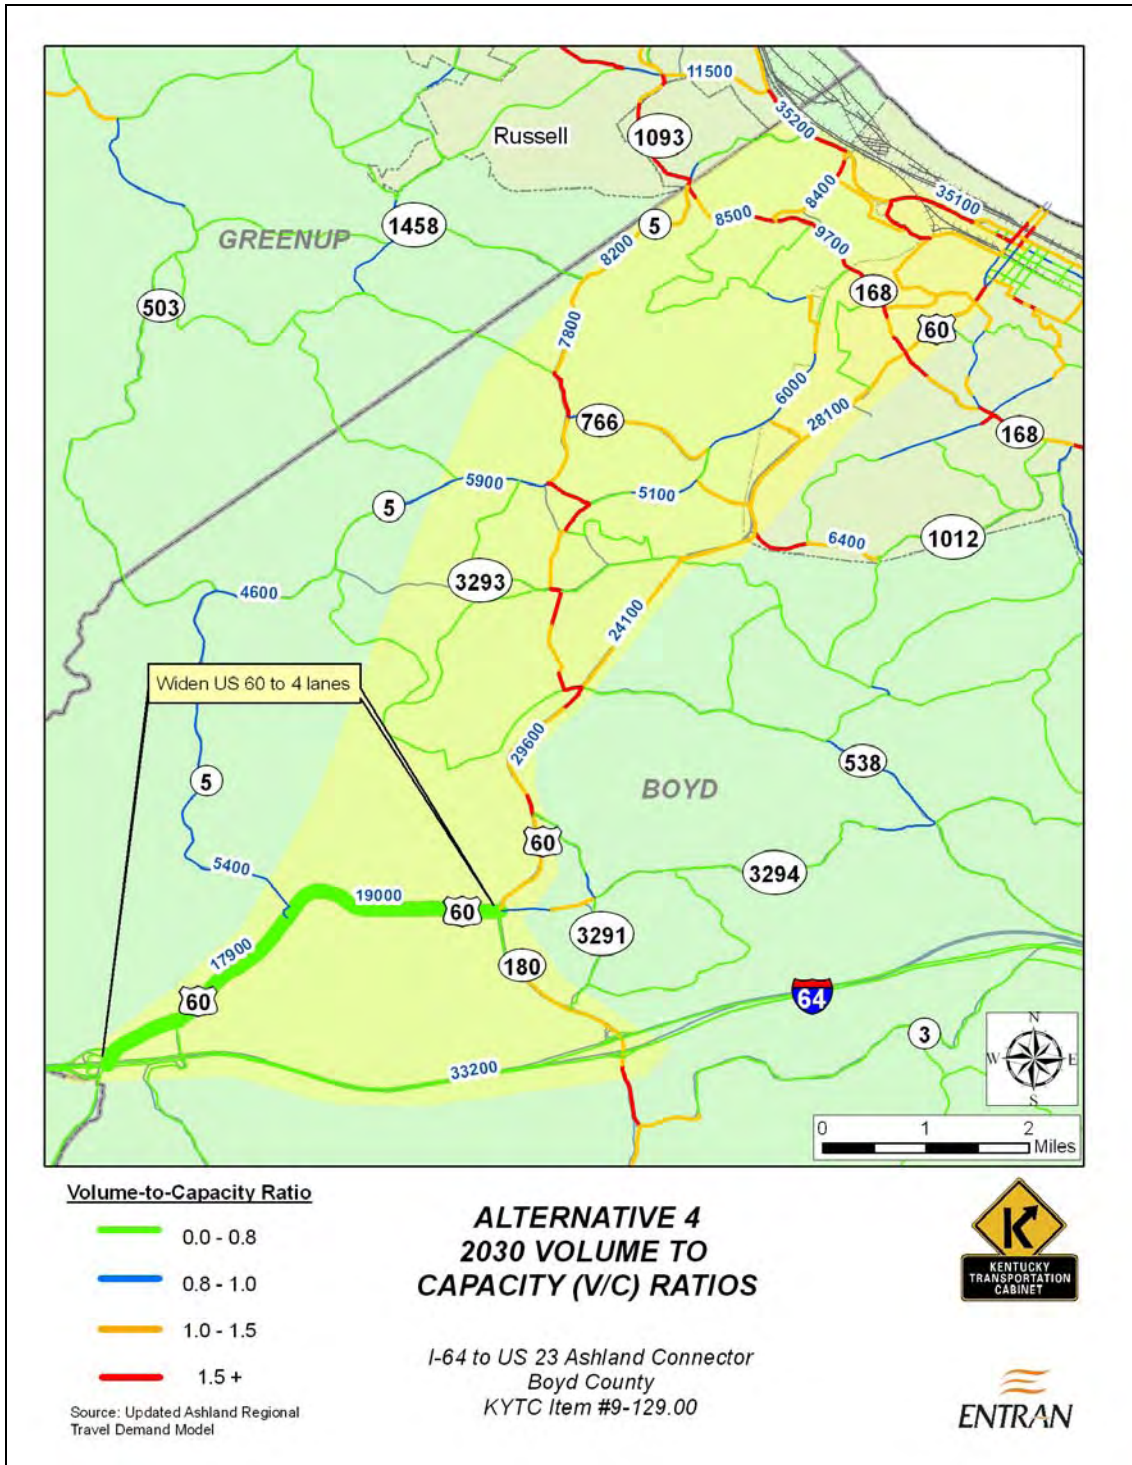 11500
35200
Russell
1093
8400
35100
1458
8500
GREENUP
5
9700
8200
503
168
7800
60
6000
28100
766
168
5900
5100
5
6400
1012
3293
4600
24100
Widen US 60 to 4 lanes
29600
538
5
BOYD
60
5400
19000
3294
60
3291
17900
180
60
64
3
N
W E
S
33200
0 1 2
Miles
Volume-to-Capacity Ratio
0.0 - 0.8
0.8 - 1.0
1.0 - 1.5
1.5 +
Source: Updated Ashland Regional
Travel Demand Model
ALTERNATIVE 4
2030 VOLUME TO
CAPACITY (V/C) RATIOS
I-64 to US 23 Ashland Connector
Boyd County
KYTC Item #9-129.00
K
KENTUCKY
TRANSPORTATION
CABINET
ENTRAN